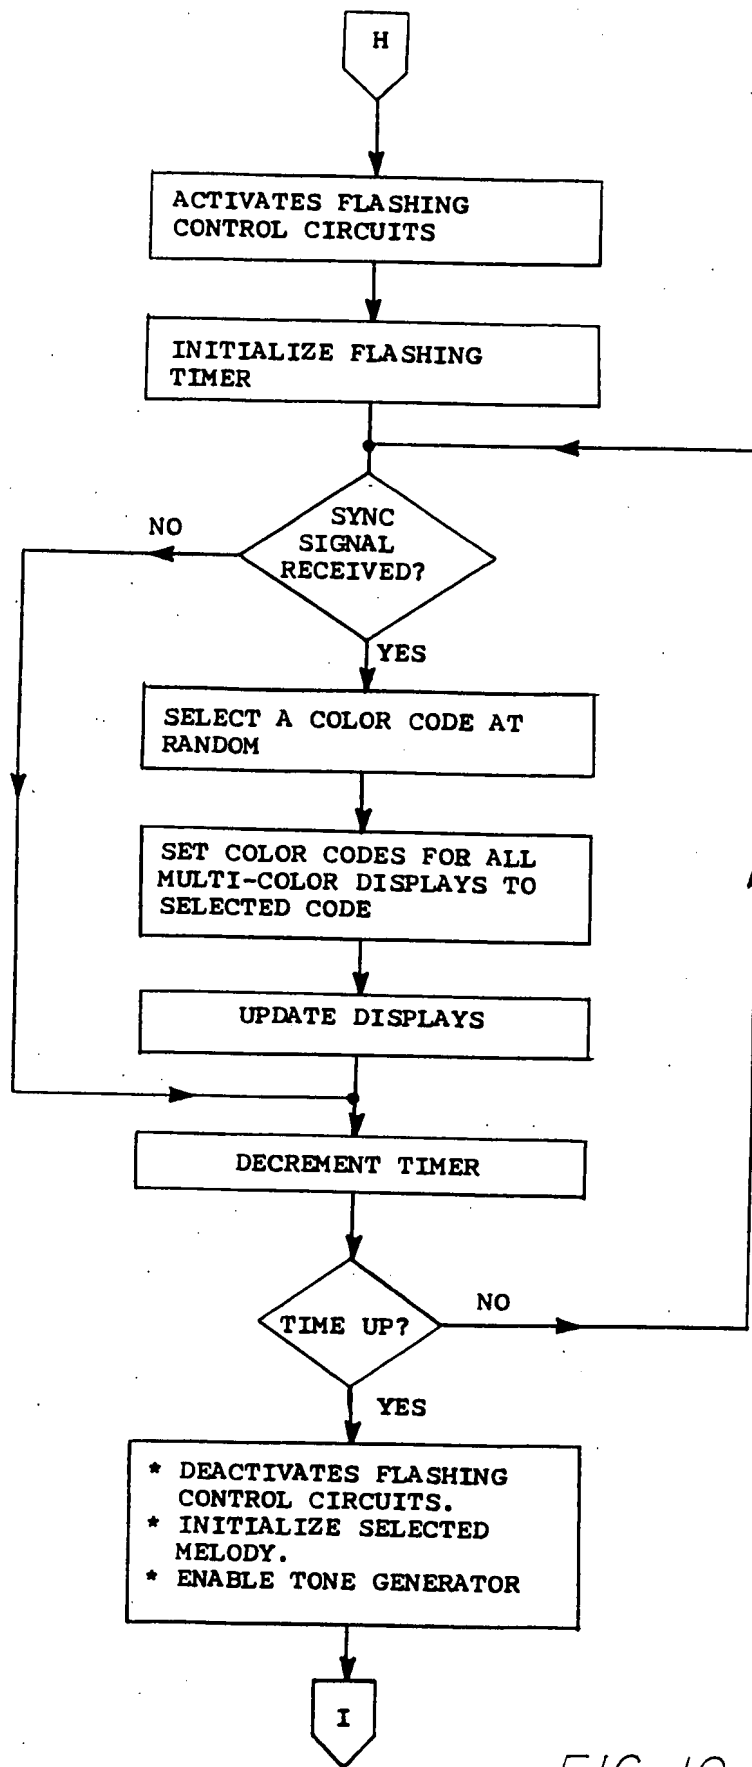 H
ACTIVATES FLASHING
CONTROL CIRCUITS
INITIALIZE FLASHING
TIMER
SYNC
SIGNAL
RECEIVED?
NO
YES
SELECT A COLOR CODE AT
RANDOM
SET COLOR CODES FOR ALL
MULTI-COLOR DISPLAYS TO
SELECTED CODE
UPDATE DISPLAYS
DECREMENT TIMER
TIME UP?
NO
YES
* DEACTIVATES FLASHING
CONTROL CIRCUITS.
* INITIALIZE SELECTED
MELODY.
* ENABLE TONE GENERATOR
I